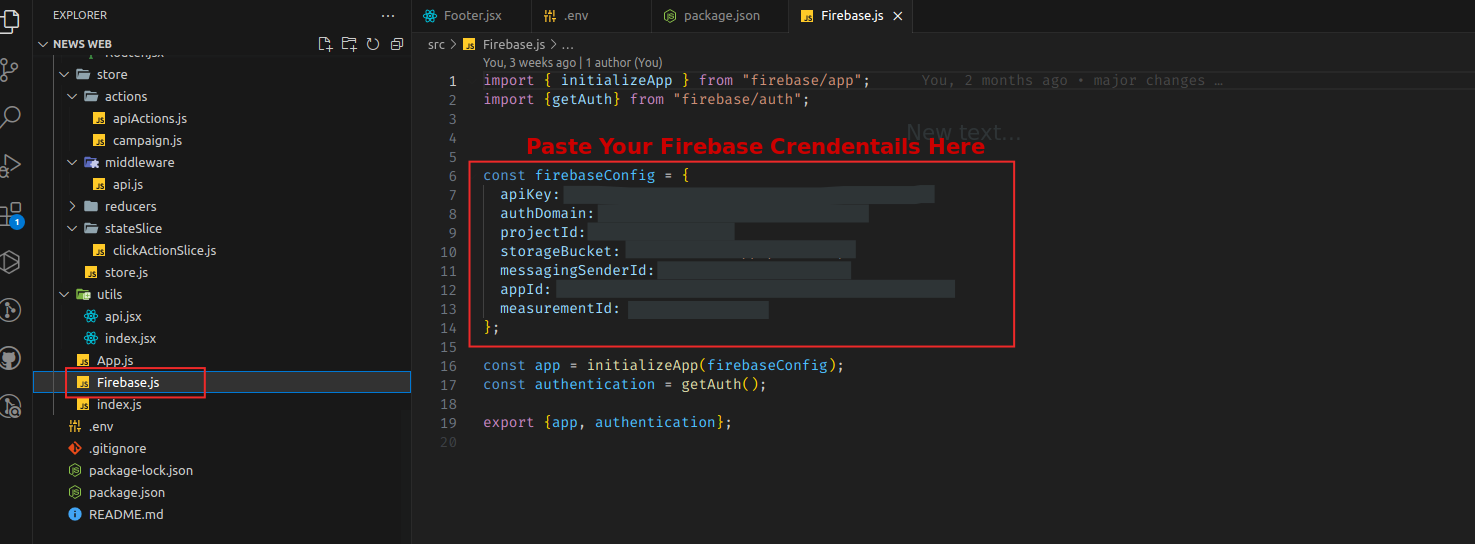 EXPLORER
NEWS WEB
store
actions
apiActions.js
campaign.js
middleware
api.js
reducers
stateSlice
clickActionSlice.js
store.js
utils
api.jsx
index.jsx
App.js
Firebase.js
index.js
.env
.gitignore
package-lock.json
package.json
README.md
1
Footer.jsx
.env
package.json
Firebase.js
src > Firebase.js > ...
You, 3 weeks ago | 1 author (You)
1 import { initializeApp } from "firebase/app"; You, 2 months ago • major changes …
2 import {getAuth} from "firebase/auth";
3
New text...
4
Paste Your Firebase Crendentails Here
5
6 const firebaseConfig = {
7 apiKey:
8 authDomain:
9 projectId:
10 storageBucket:
11 messagingSenderId:
12 appId:
13 measurementId:
14 };
15
16 const app = initializeApp(firebaseConfig);
17 const authentication = getAuth();
18
19 export {app, authentication};
20